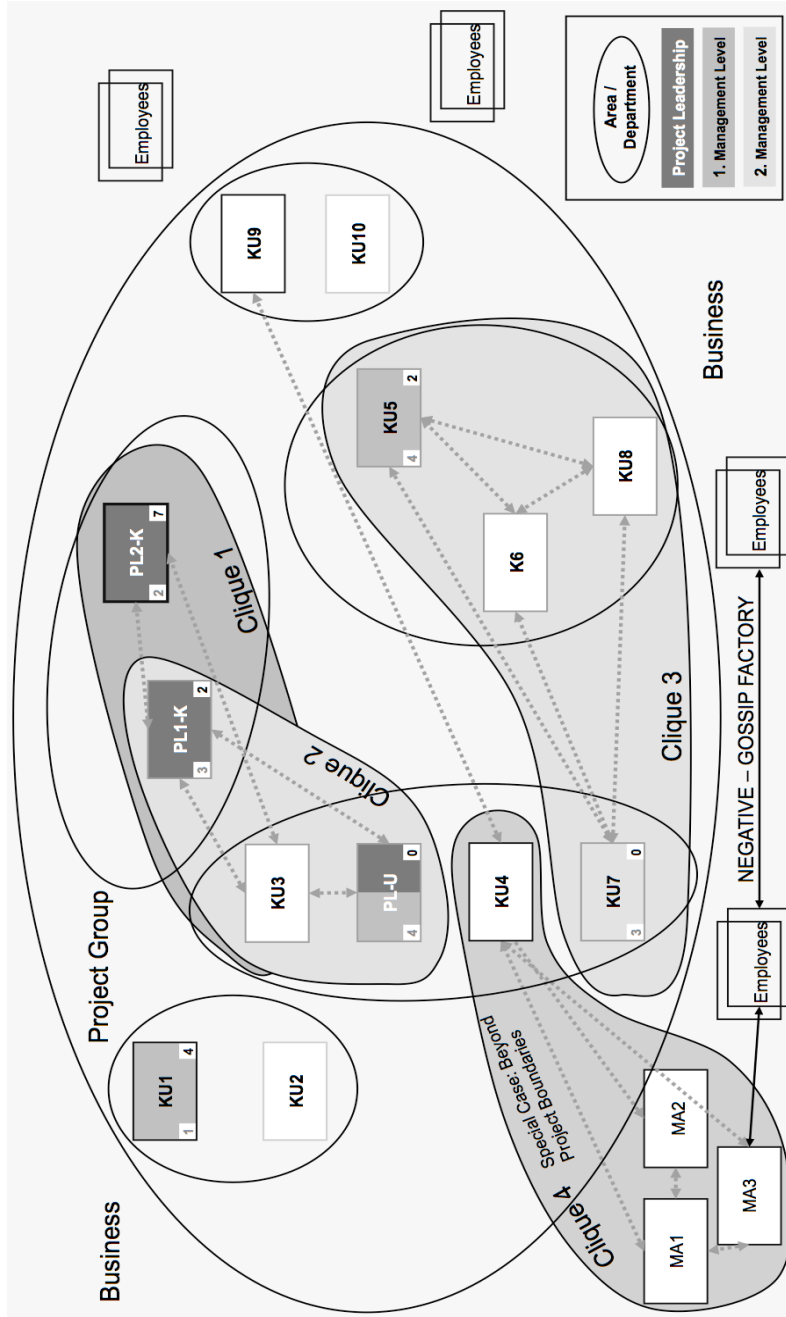 Business
Project Group
Employees
PL2-K
2
7
KU1
1
4
PL1-K
3
2
Clique 1
KU9
KU2
KU3
Clique 2
KU10
PL-U
4
0
KU5
4
2
Employees
KU4
K6
Special Case: Beyond
Project Boundaries
Clique 4
KU7
3
0
KU8
Clique 3
Business
MA1
MA2
MA3
Employees
NEGATIVE – GOSSIP FACTORY
Employees
Area /
Department
Project Leadership
1. Management Level
2. Management Level